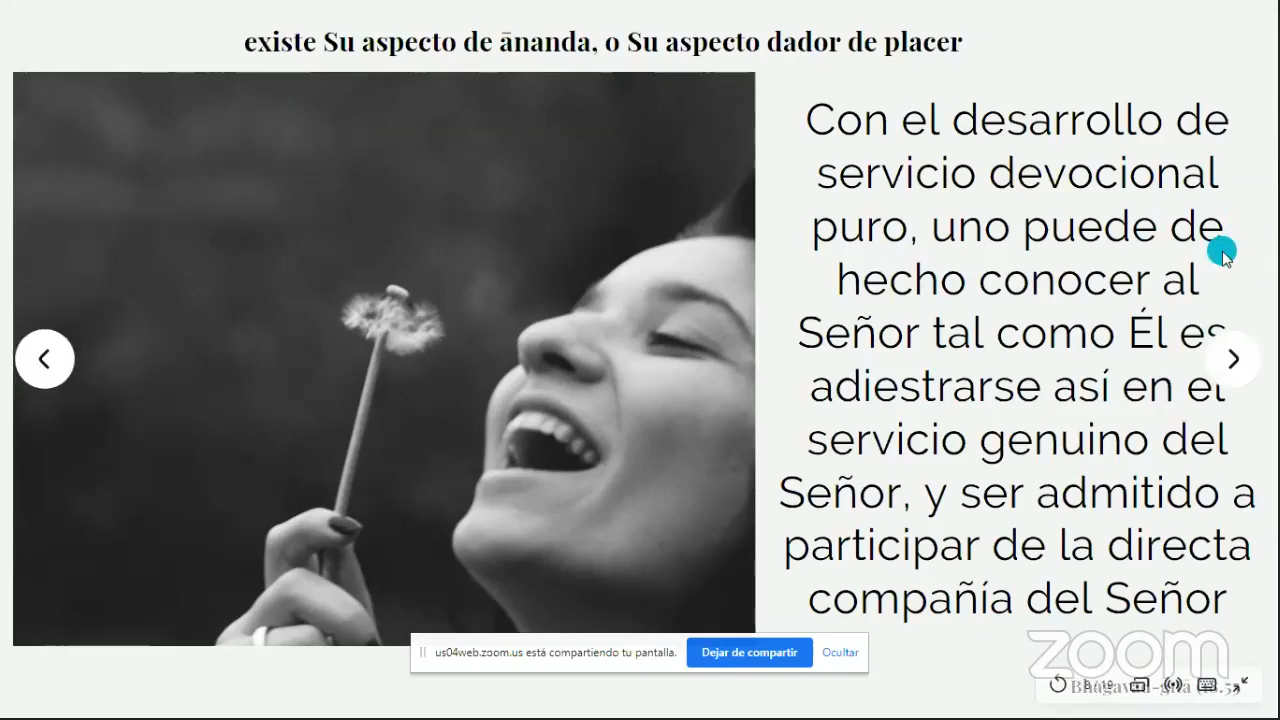 existe Su aspecto de ānanda, o Su aspecto dador de placer
Con el desarrollo de
servicio devocional
puro, uno puede de
hecho conocer al
Señor tal como Él es
adiestrarse así en el
servicio genuino del
Señor, y ser admitido a
participar de la directa
compañía del Señor
us04web.zoom.us está compartiendo tu pantalla.
Dejar de compartir
Ocultar
zoom
Bhagavad-gītā